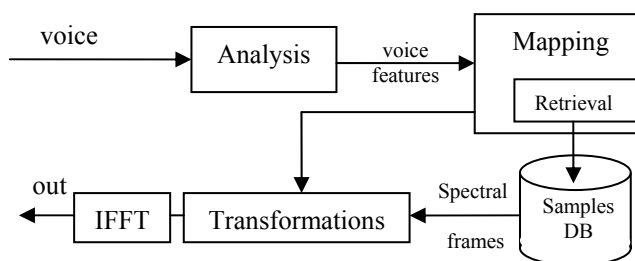 voice
Analysis
voice
features
Mapping
Retrieval
out
IFFT
Transformations
Spectral
frames
Samples
DB